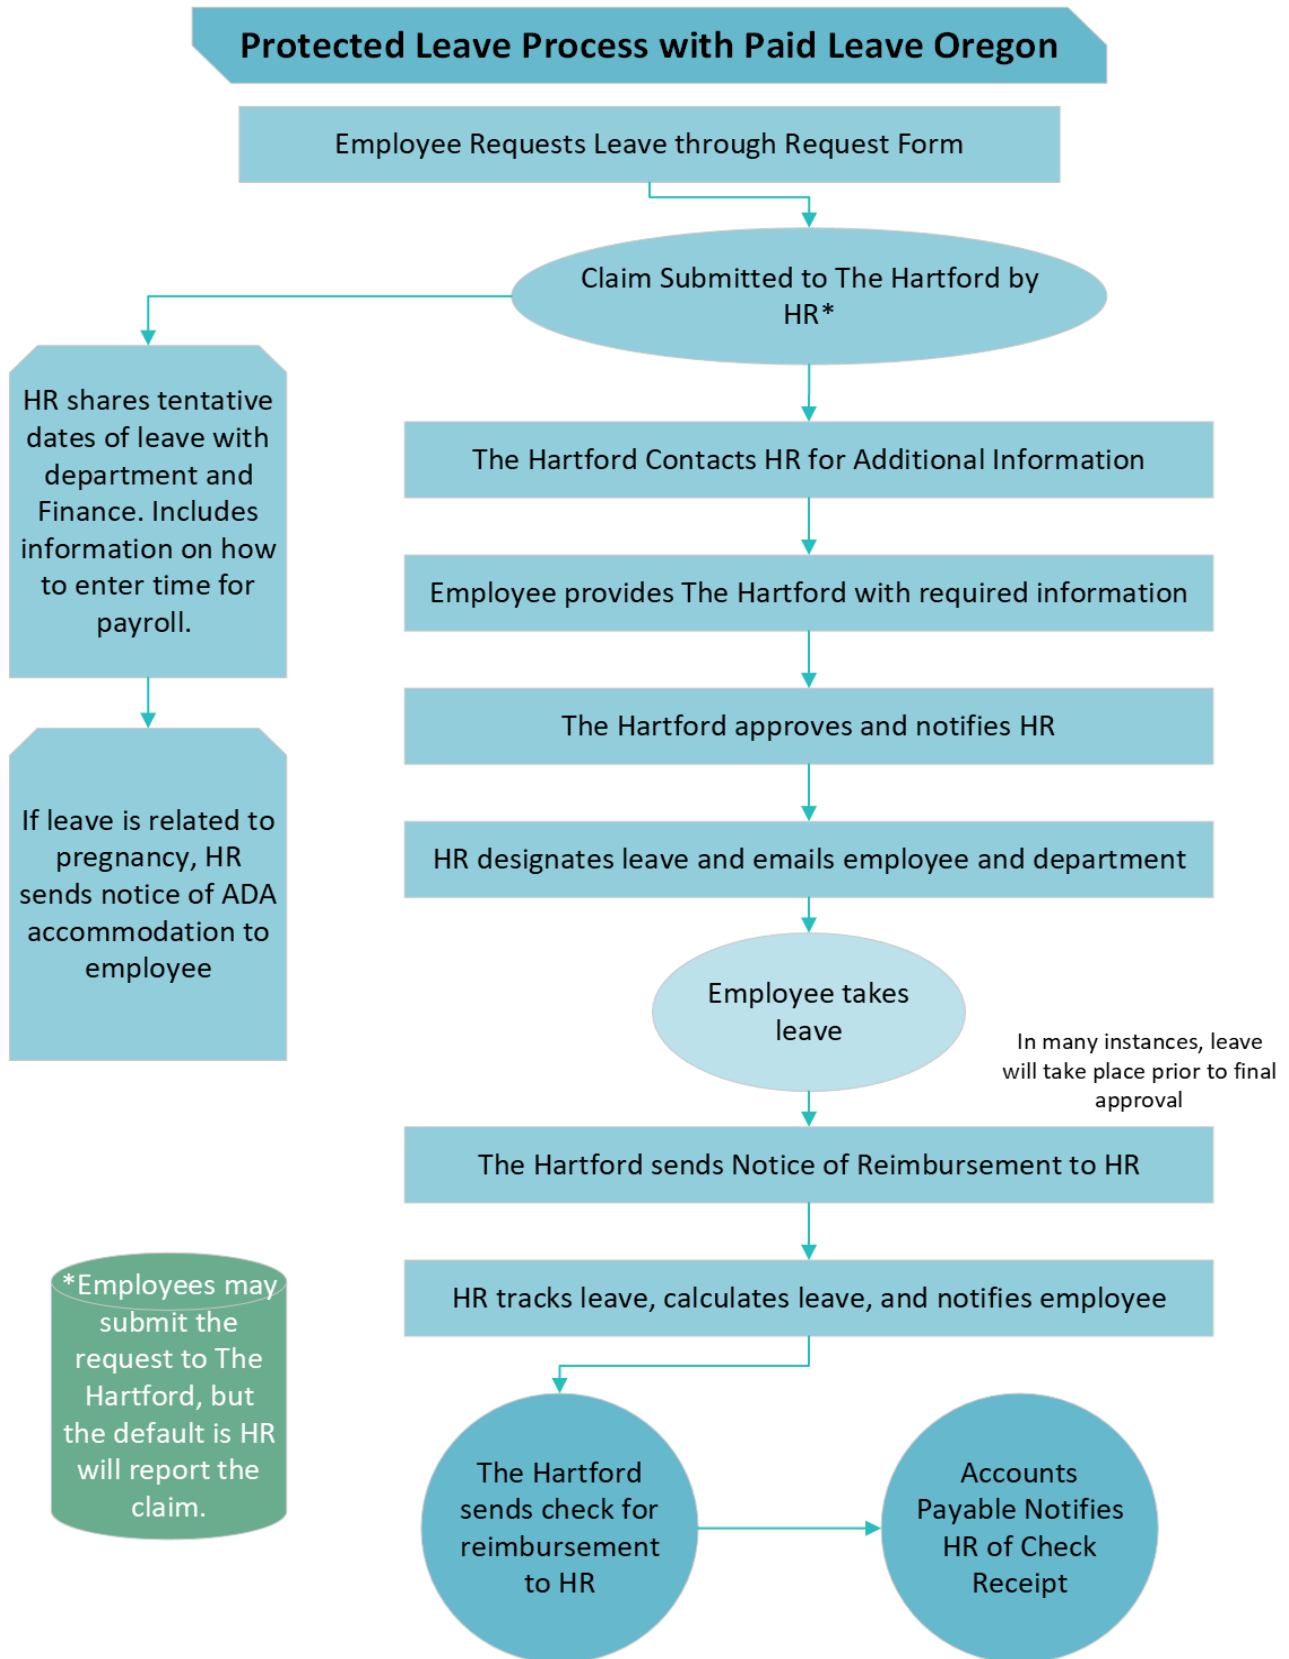 Protected Leave Process with Paid Leave Oregon
Employee Requests Leave through Request Form
Claim Submitted to The Hartford by
HR*
HR shares tentative
dates of leave with
department and
Finance. Includes
information on how
to enter time for
payroll.
If leave is related to
pregnancy, HR
sends notice of ADA
accommodation to
employee
The Hartford Contacts HR for Additional Information
Employee provides The Hartford with required information
The Hartford approves and notifies HR
HR designates leave and emails employee and department
Employee takes
leave
In many instances, leave
will take place prior to final
approval
The Hartford sends Notice of Reimbursement to HR
HR tracks leave, calculates leave, and notifies employee
*Employees may
submit the
request to The
Hartford, but
the default is HR
will report the
claim.
The Hartford
sends check for
reimbursement
to HR
Accounts
Payable Notifies
HR of Check
Receipt